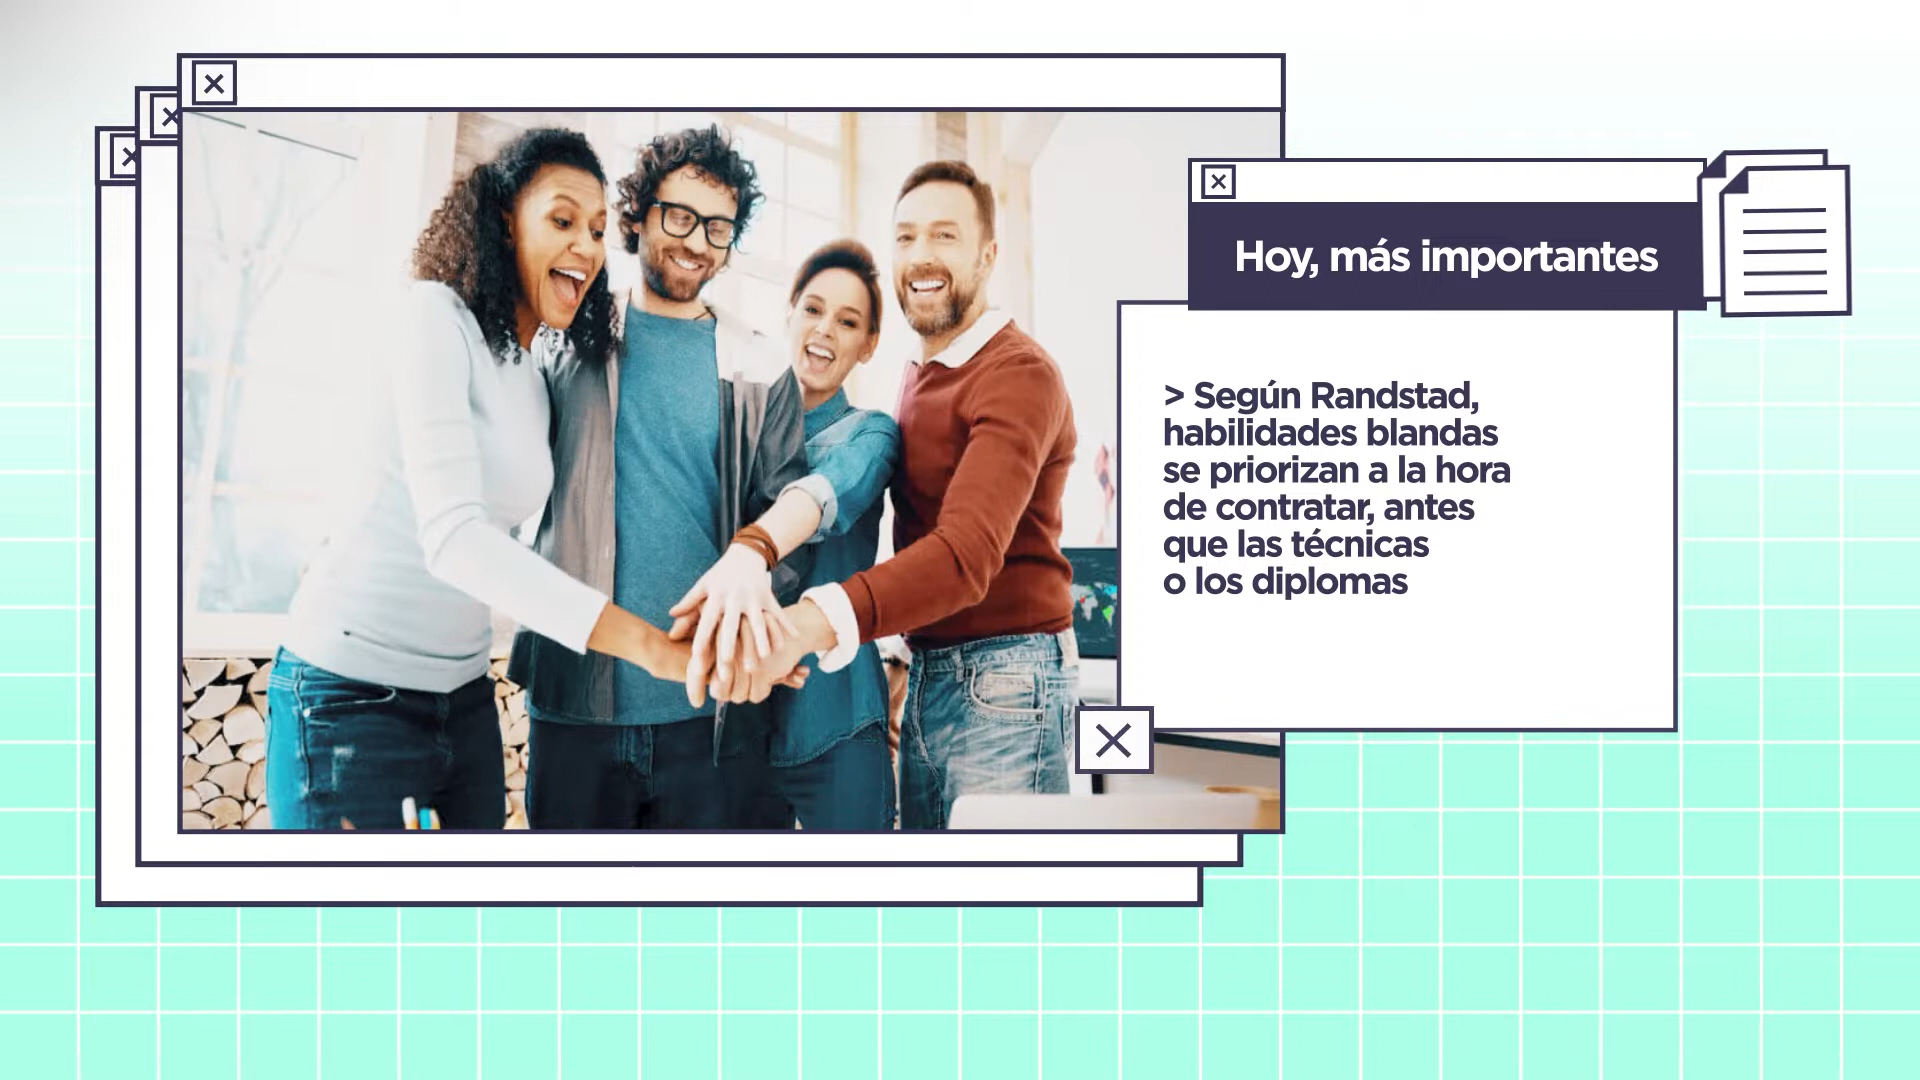 Hoy, más importantes
> Según Randstad,
habilidades blandas
se priorizan a la hora
de contratar, antes
que las técnicas
o los diplomas